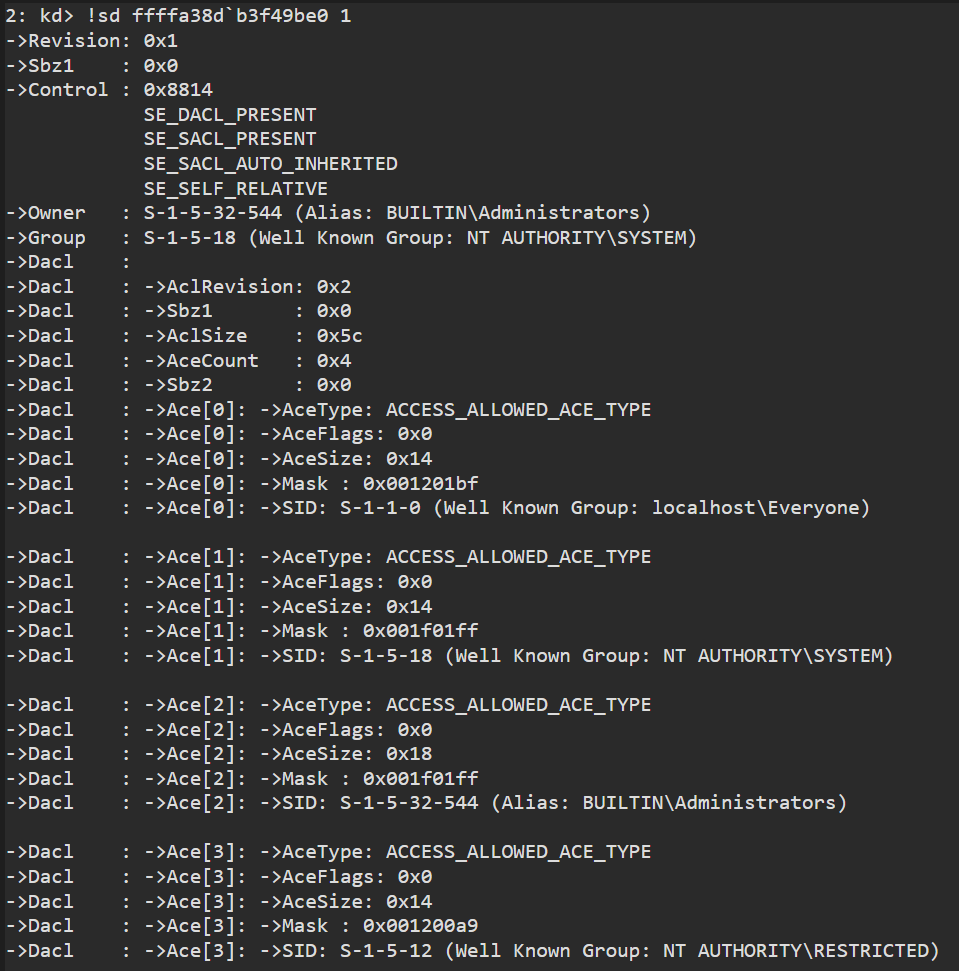 2: kd> !sd ffffa38d`b3f49be0 1
->Revision: 0x1
->Sbz1    : 0x0
->Control : 0x8814
            SE_DACL_PRESENT
            SE_SACL_PRESENT
            SE_SACL_AUTO_INHERITED
            SE_SELF_RELATIVE
->Owner   : S-1-5-32-544 (Alias: BUILTIN\Administrators)
->Group   : S-1-5-18 (Well Known Group: NT AUTHORITY\SYSTEM)
->Dacl    :
->Dacl    : ->AclRevision: 0x2
->Dacl    : ->Sbz1       : 0x0
->Dacl    : ->AclSize    : 0x5c
->Dacl    : ->AceCount   : 0x4
->Dacl    : ->Sbz2       : 0x0
->Dacl    : ->Ace[0]: ->AceType: ACCESS_ALLOWED_ACE_TYPE
->Dacl    : ->Ace[0]: ->AceFlags: 0x0
->Dacl    : ->Ace[0]: ->AceSize: 0x14
->Dacl    : ->Ace[0]: ->Mask : 0x001201bf
->Dacl    : ->Ace[0]: ->SID: S-1-1-0 (Well Known Group: localhost\Everyone)

->Dacl    : ->Ace[1]: ->AceType: ACCESS_ALLOWED_ACE_TYPE
->Dacl    : ->Ace[1]: ->AceFlags: 0x0
->Dacl    : ->Ace[1]: ->AceSize: 0x14
->Dacl    : ->Ace[1]: ->Mask : 0x001f01ff
->Dacl    : ->Ace[1]: ->SID: S-1-5-18 (Well Known Group: NT AUTHORITY\SYSTEM)

->Dacl    : ->Ace[2]: ->AceType: ACCESS_ALLOWED_ACE_TYPE
->Dacl    : ->Ace[2]: ->AceFlags: 0x0
->Dacl    : ->Ace[2]: ->AceSize: 0x18
->Dacl    : ->Ace[2]: ->Mask : 0x001f01ff
->Dacl    : ->Ace[2]: ->SID: S-1-5-32-544 (Alias: BUILTIN\Administrators)

->Dacl    : ->Ace[3]: ->AceType: ACCESS_ALLOWED_ACE_TYPE
->Dacl    : ->Ace[3]: ->AceFlags: 0x0
->Dacl    : ->Ace[3]: ->AceSize: 0x14
->Dacl    : ->Ace[3]: ->Mask : 0x001200a9
->Dacl    : ->Ace[3]: ->SID: S-1-5-12 (Well Known Group: NT AUTHORITY\RESTRICTED)